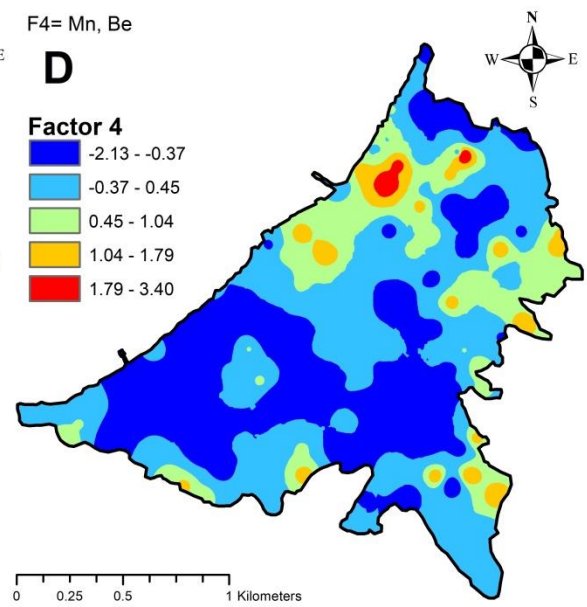 F4= Mn, Be
E
D
N
W
E
S
Factor 4
-2.13 - -0.37
-0.37 - 0.45
0.45 - 1.04
1.04 - 1.79
1.79 - 3.40
0 0.25 0.5 1 Kilometers